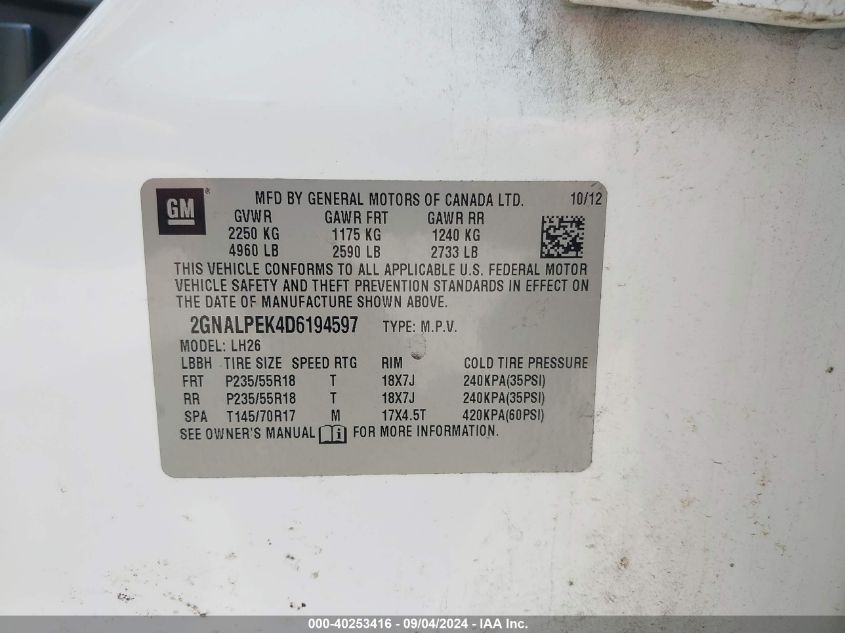 GM ® MFD BY GENERAL MOTORS OF CANADA LTD. 10/12
GVWR GAWR FRT GAWR RR
2250 KG 1175 KG 1240 KG
4960 LB 2590 LB 2733 LB
THIS VEHICLE CONFORMS TO ALL APPLICABLE U.S. FEDERAL MOTOR
VEHICLE SAFETY AND THEFT PREVENTION STANDARDS IN EFFECT ON
THE DATE OF MANUFACTURE SHOWN ABOVE.
2GNALPEK4D6194597 TYPE: M.P.V.
MODEL: LH26
LBBH TIRE SIZE SPEED RTG RIM COLD TIRE PRESSURE
FRT P235/55R18 T 18X7J 240KPA(35PSI)
RR P235/55R18 T 18X7J 240KPA(35PSI)
SPA T145/70R17 M 17X4.5T 420KPA(60PSI)
SEE OWNER'S MANUAL i FOR MORE INFORMATION.
000-40253416 - 09/04/2024 - IAA Inc.